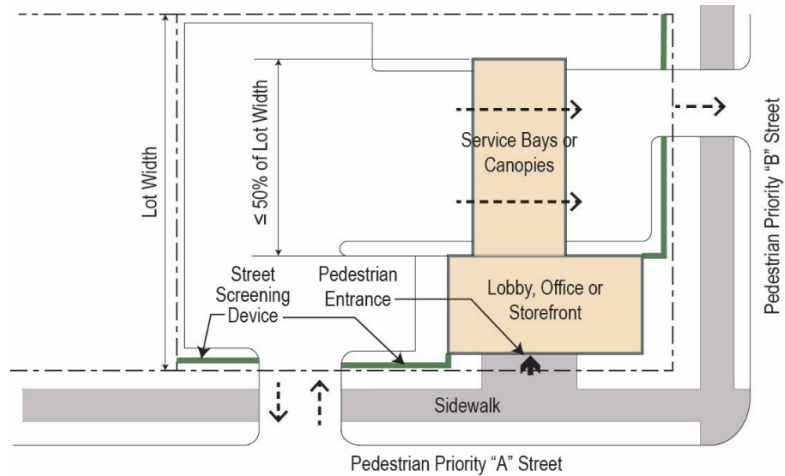 Lot Width
≤ 50% of Lot Width
Service Bays or
Canopies
Pedestrian Priority “B” Street
Street
Screening
Device
Pedestrian
Entrance
Lobby, Office or
Storefront
Sidewalk
Pedestrian Priority “A” Street